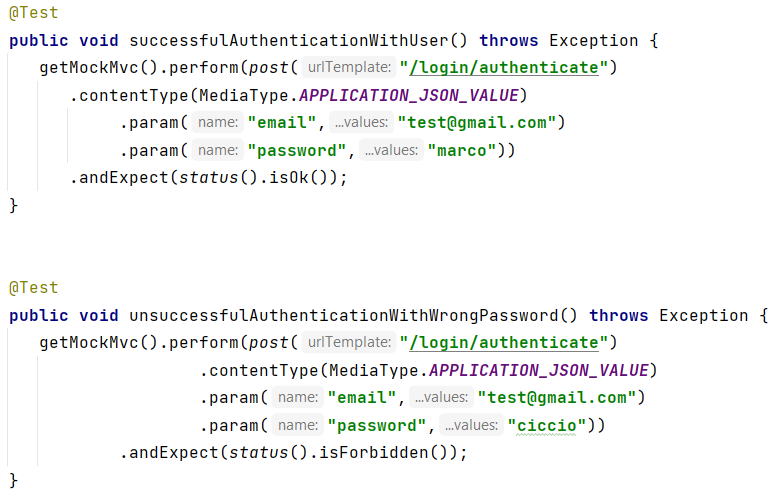 @Test
public void successfulAuthenticationWithUser() throws Exception {
getMockMvc().perform(post( urlTemplate: "/login/authenticate")
.contentType(MediaType.APPLICATION_JSON_VALUE)
.param( name: "email", ...values: "test@gmail.com")
.param( name: "password", ...values: "marco"))
.andExpect(status().isOk());
}
@Test
public void unsuccessfulAuthenticationWithWrongPassword() throws Exception {
getMockMvc().perform(post( urlTemplate: "/login/authenticate")
.contentType(MediaType.APPLICATION_JSON_VALUE)
.param( name: "email", ...values: "test@gmail.com")
.param( name: "password", ...values: "ciccio"))
.andExpect(status().isForbidden());
}